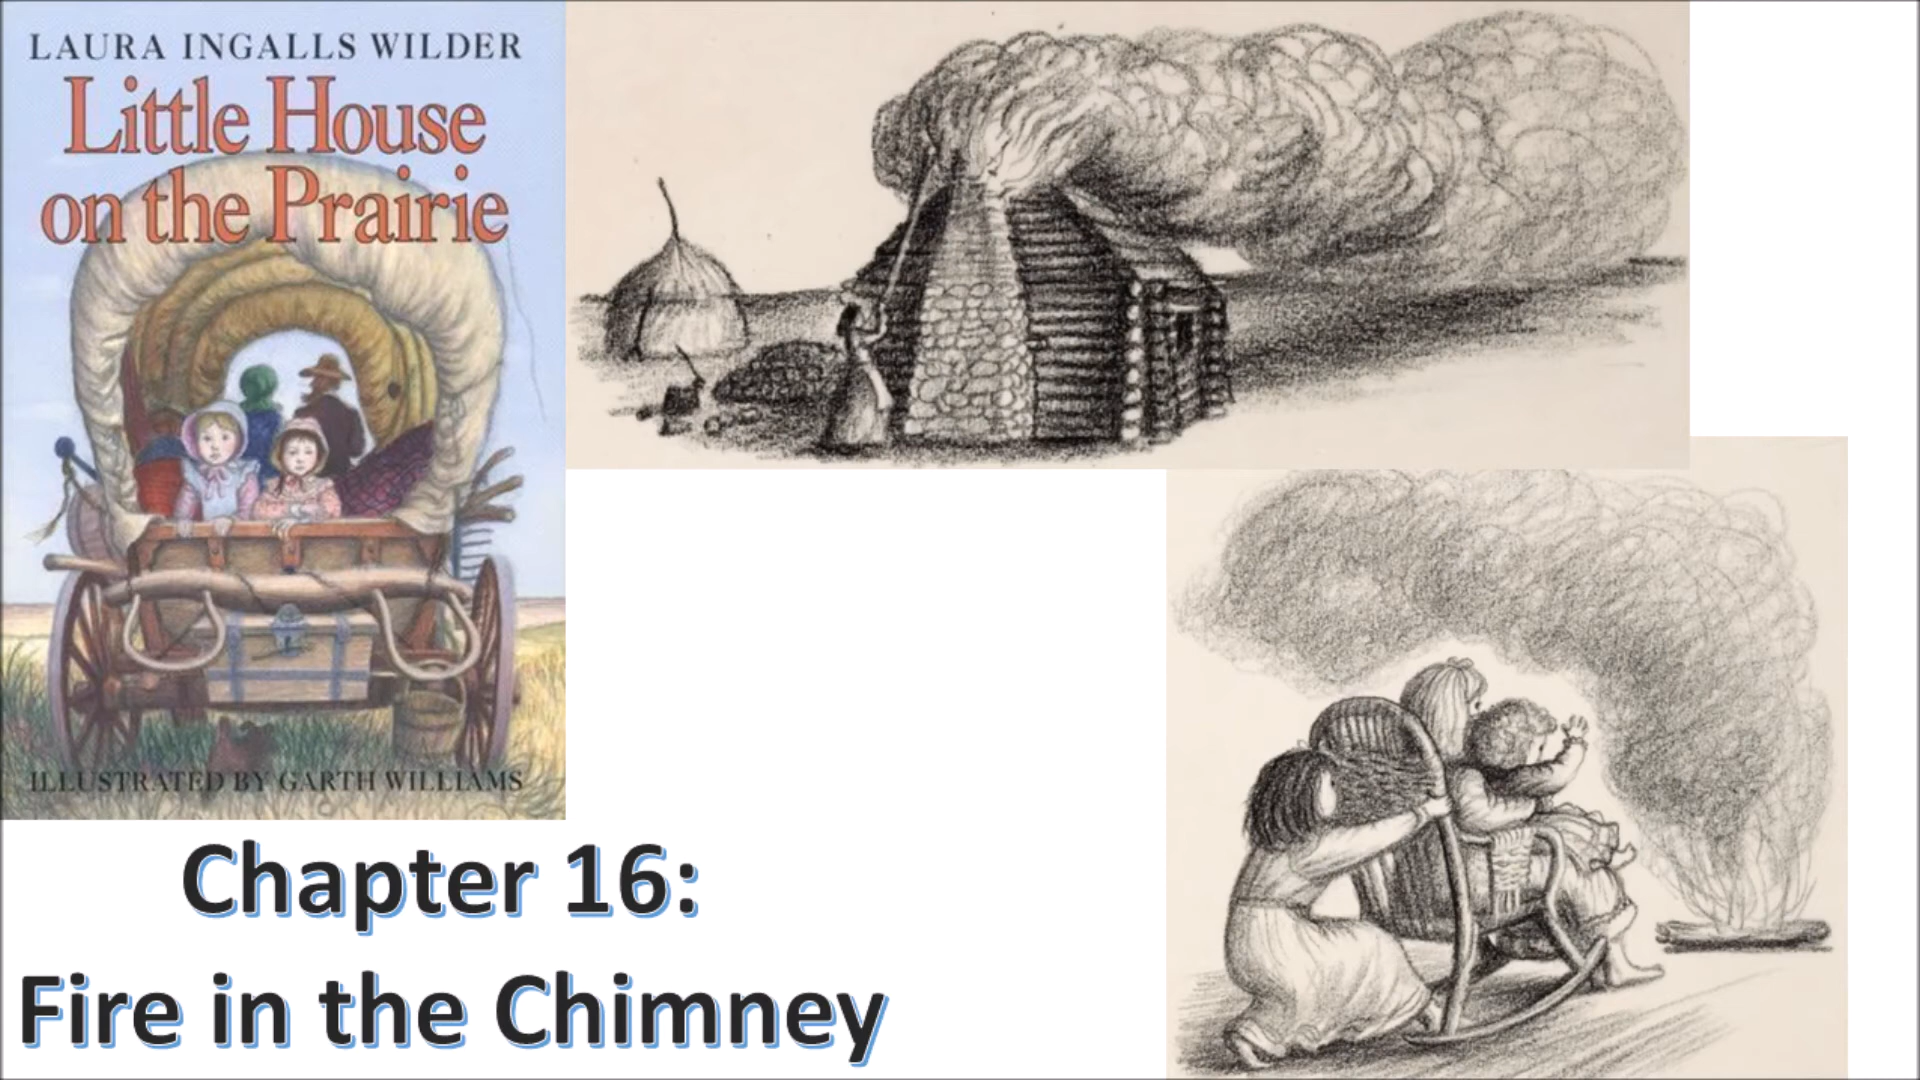 LAURA INGALLS WILDER
Little House
on the Prairie
ILLUSTRATED BY GARTH WILLIAMS
Chapter 16:
Fire in the Chimney